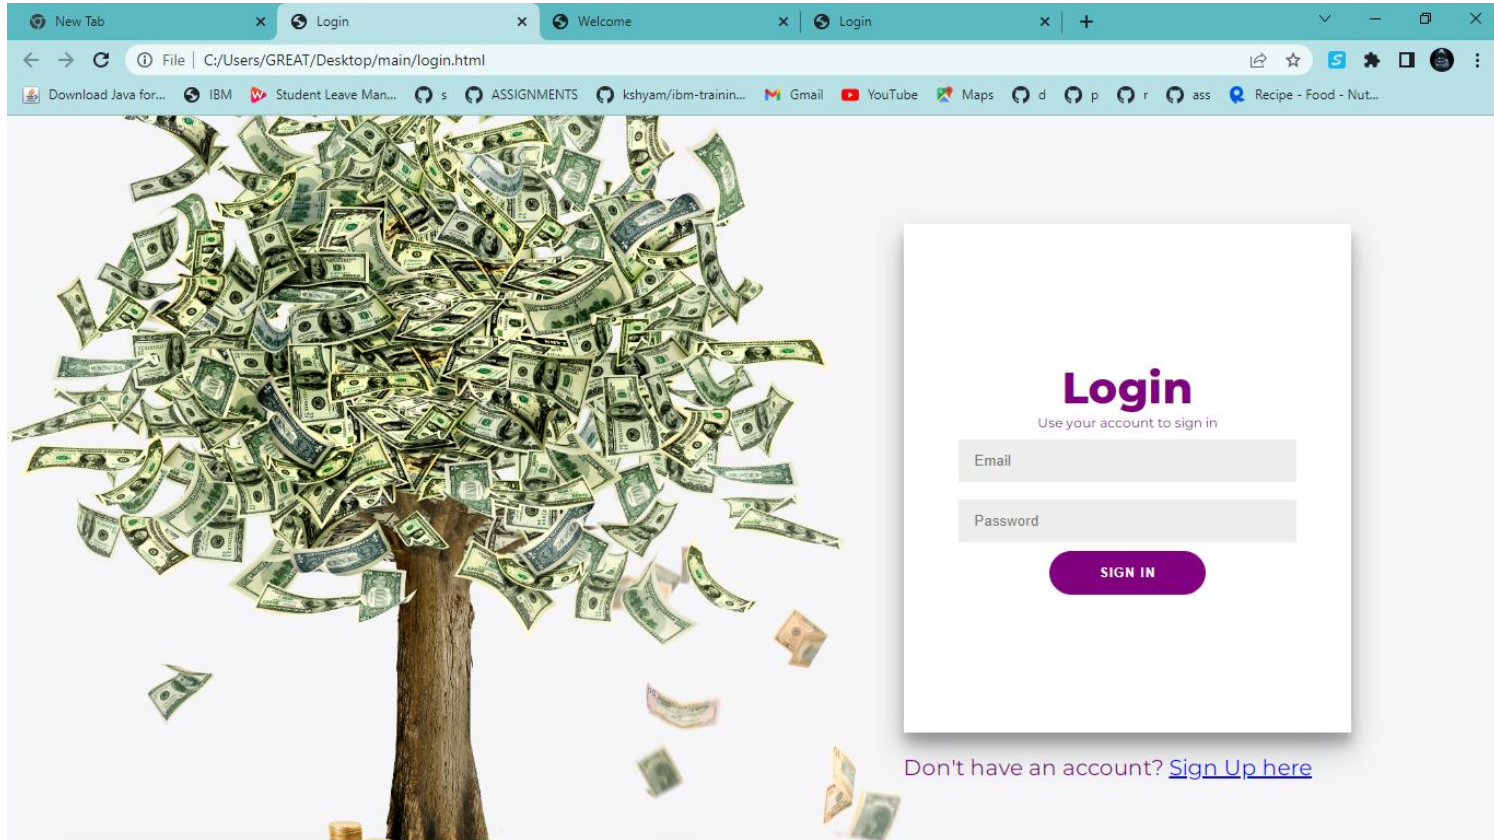 New Tab
Login
Welcome
Login
File
C:/Users/GREAT/Desktop/main/login.html
Download Java for...
IBM
Student Leave Man...
s
ASSIGNMENTS
kshyam/ibm-trainin...
Gmail
YouTube
Maps
d
p
r
ass
Recipe - Food - Nut...
Login
Use your account to sign in
Email
Password
SIGN IN
Don't have an account? Sign Up here